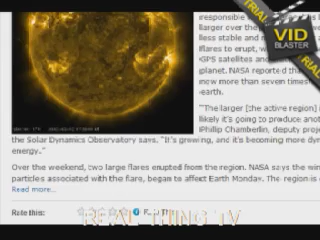 TRIAL
TRIAL
VID
BLASTER
responsible
larger over the
less stable and
flares to erupt,
GPS satellites and
planet. NASA reported tha
now more than seven times
earth.
"The larger [the active region]
likely it's going to produce anot
Phillip Chamberlin, deputy projec
the Solar Dynamics Observatory says. "It's growing, and it's becoming more dyn
energy."
Over the weekend, two large flares erupted from the region. NASA says the win
particles associated with the flare, began to affect Earth Monday. The region is
Read more...
Rate this:
REAL THING TV